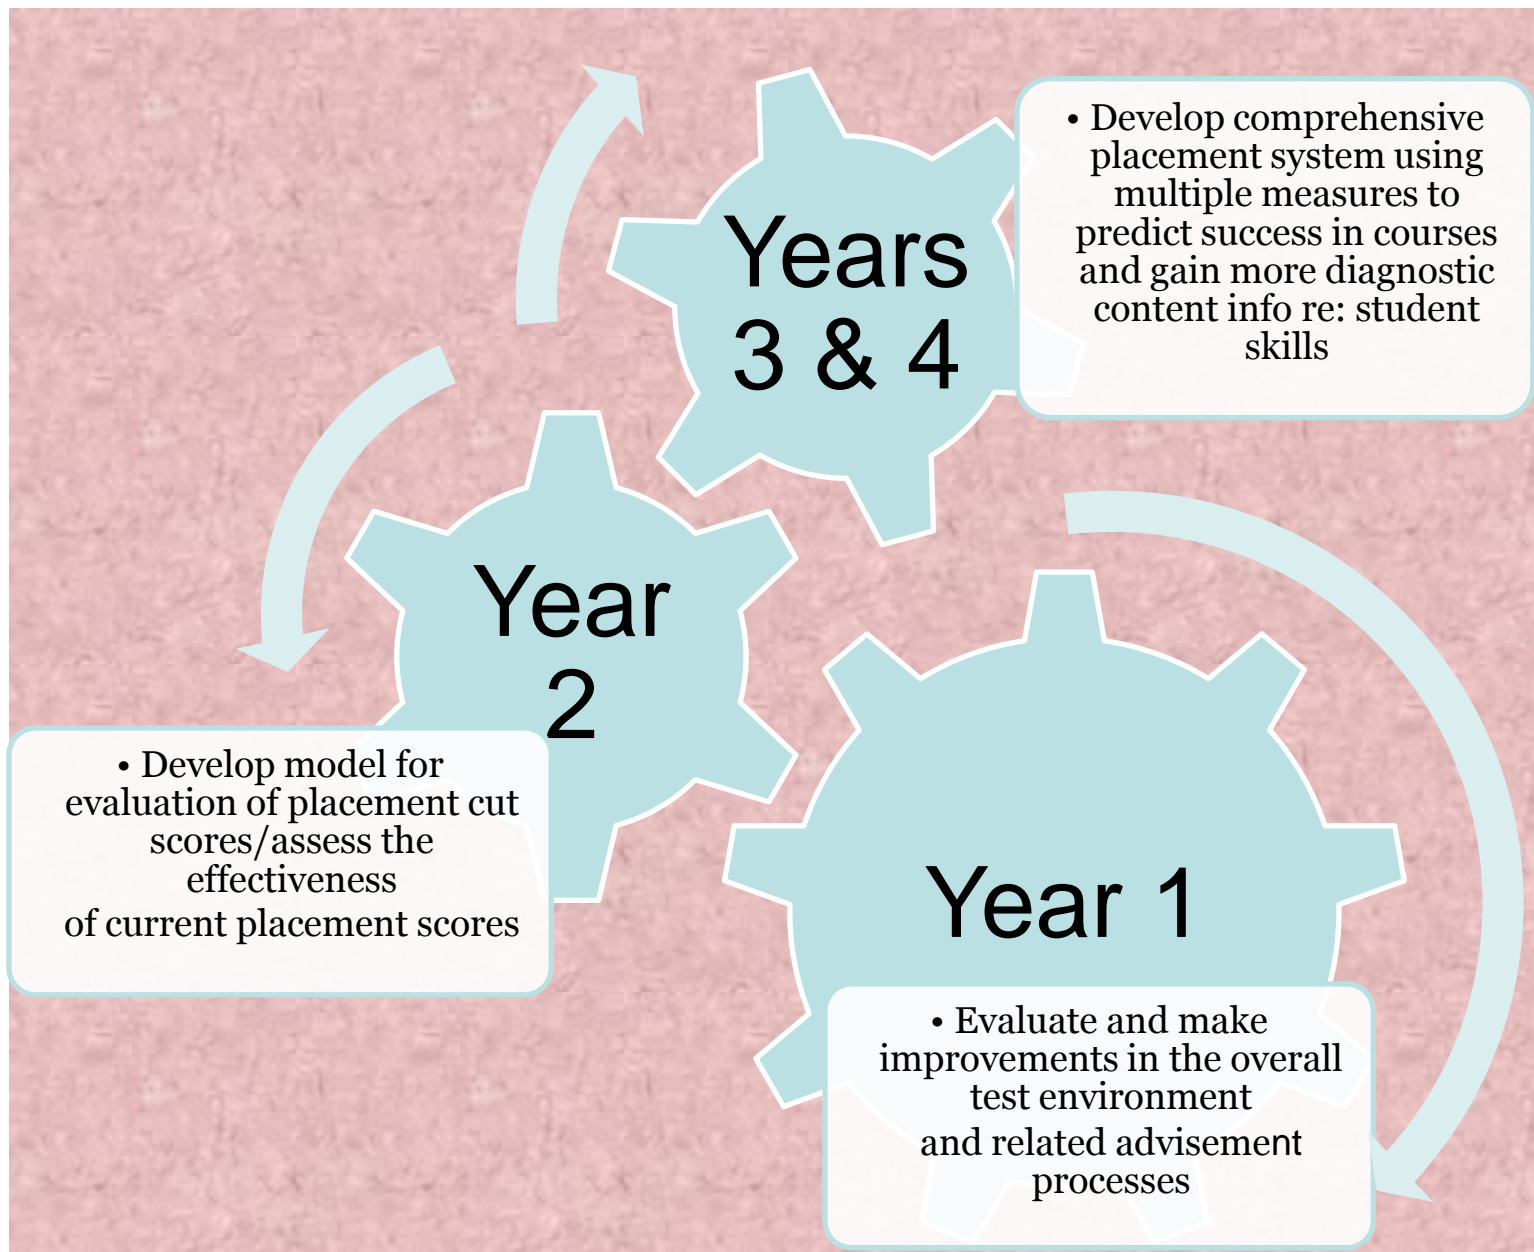 Years
3 & 4
• Develop comprehensive
placement system using
multiple measures to
predict success in courses
and gain more diagnostic
content info re: student
skills
Year
2
• Develop model for
evaluation of placement cut
scores/assess the
effectiveness
of current placement scores
Year 1
• Evaluate and make
improvements in the overall
test environment
and related advisement
processes